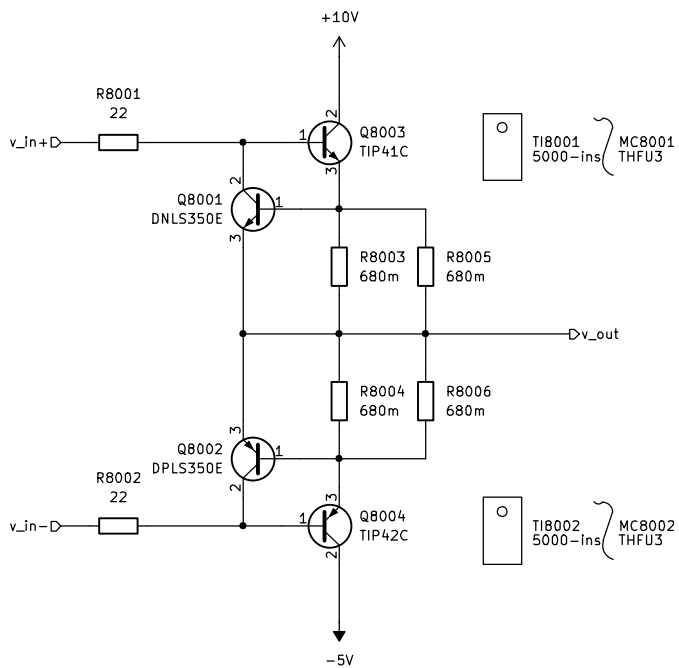 +10V
R8001
22
v_in+
1
2
3
Q8003
TIP41C
TI8001
5000-ins
MC8001
THFU3
Q8001
DNLS350E
2
1
3
R8003
680m
R8005
680m
v_out
R8004
680m
R8006
680m
Q8002
DPLS350E
3
1
2
R8002
22
v_in-
1
3
2
Q8004
TIP42C
TI8002
5000-ins
MC8002
THFU3
-5V